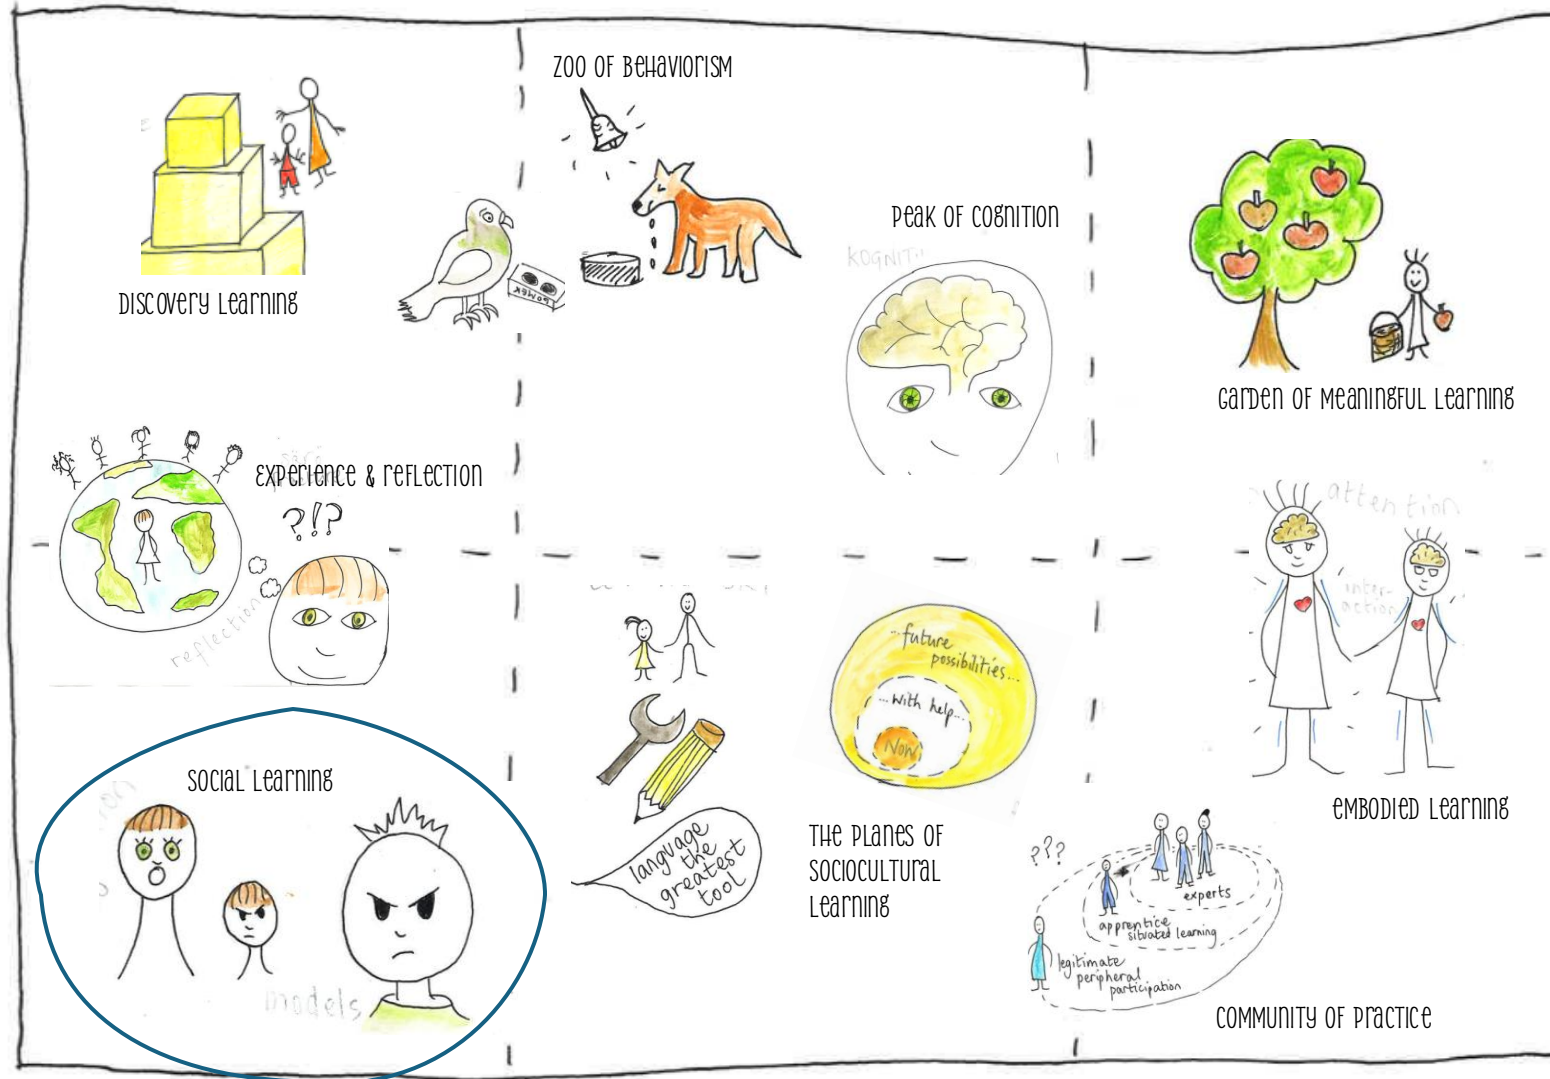 ZOO OF BEHAVIORISM
PEAK OF COGNITION
KOGNITI
DISCOVERY LEARNING
GARDEN OF MEANINGFUL LEARNING
EXPERIENCE & REFLECTION
?!?
reflection
attention
inter-
action
...future
possibilities...
...with help...
Now
SOCIAL LEARNING
models
language
the
greatest
tool
THE PLANES OF
SOCIOCULTURAL
LEARNING
EMBODIED LEARNING
???
experts
apprentice
situated learning
legitimate
peripheral
participation
COMMUNITY OF PRACTICE